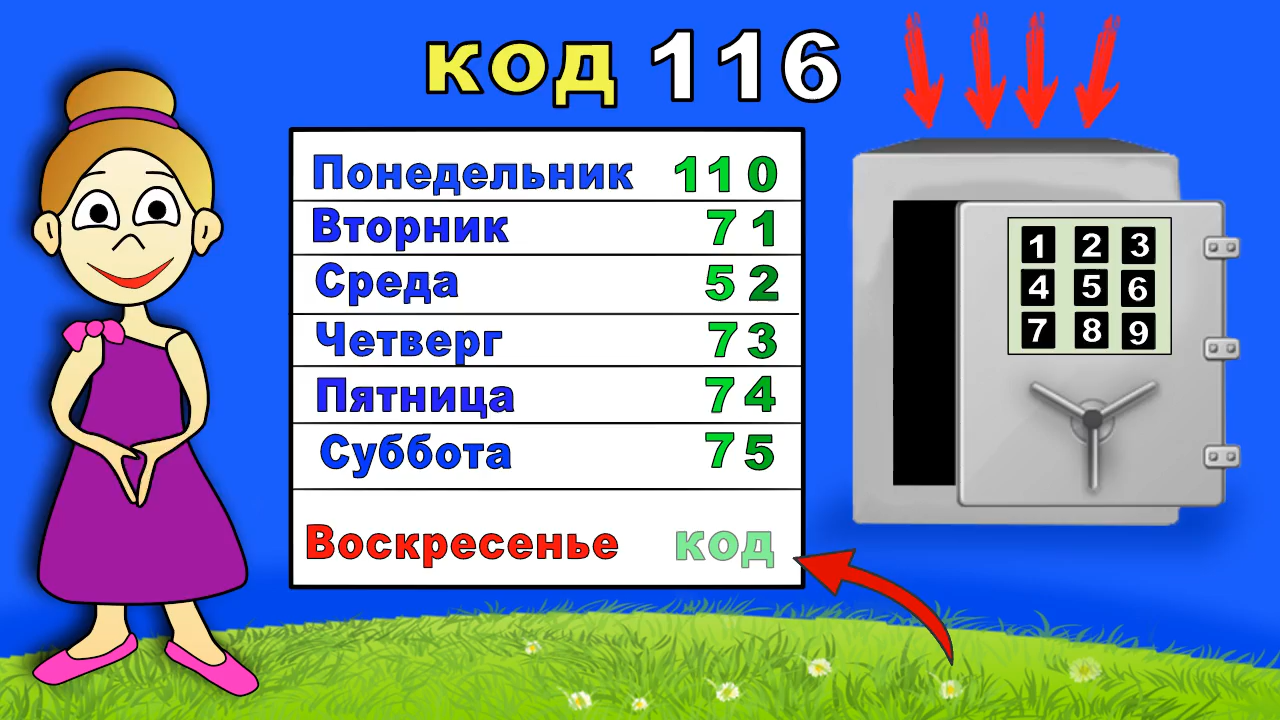 код 116
Понедельник 110
Вторник 71
Среда 52
Четверг 73
Пятница 74
Суббота 75
Воскресенье код
1 2 3
4 5 6
7 8 9